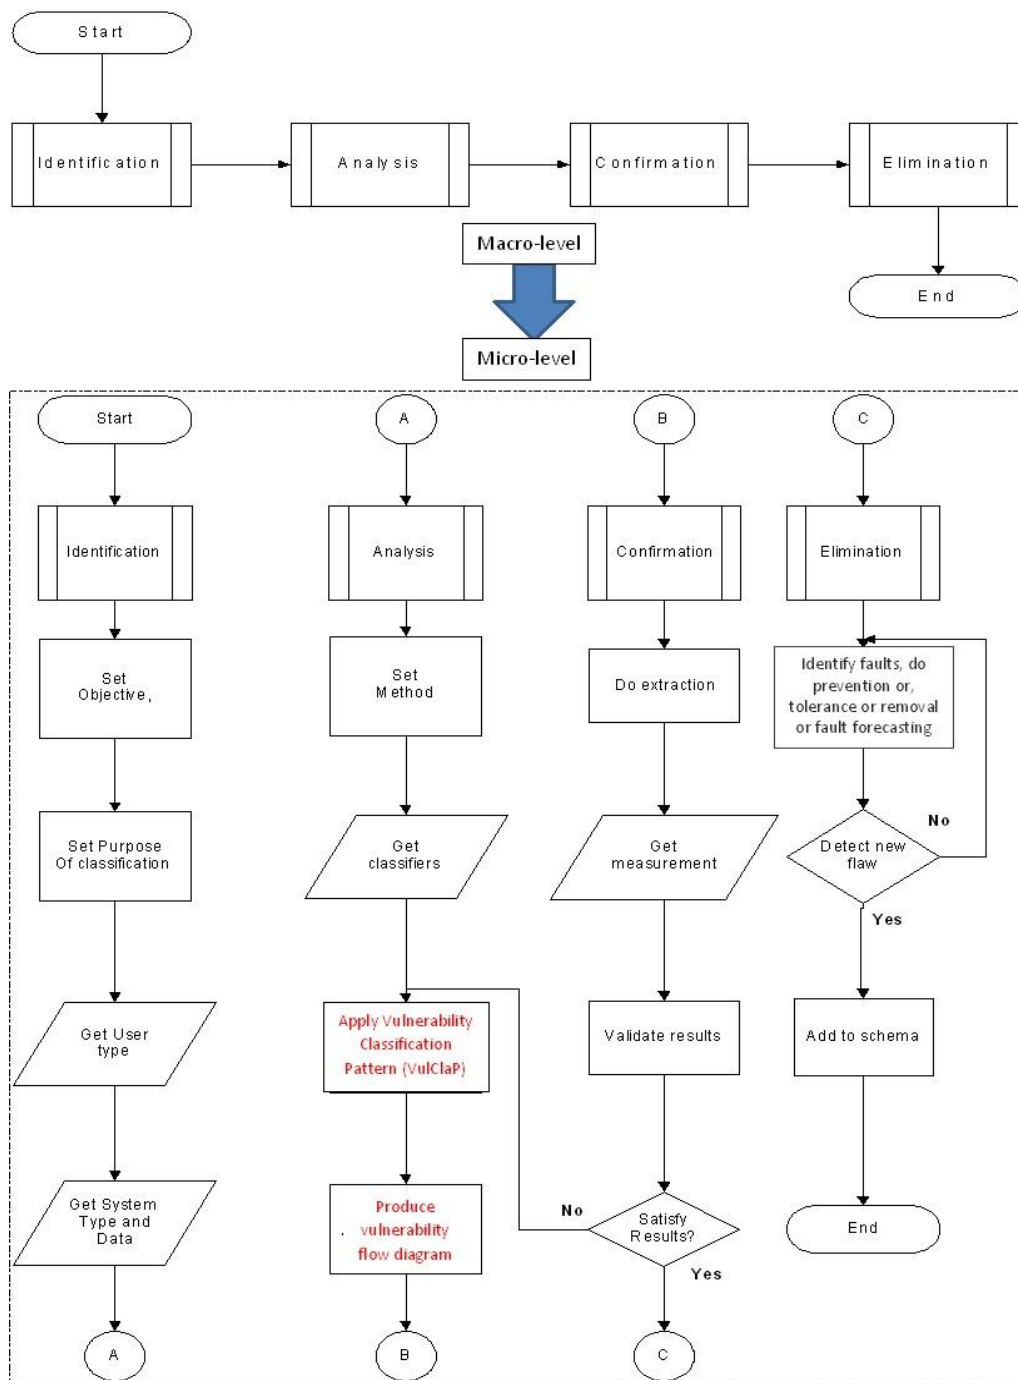 Start
Identification
Analysis
Confirmation
Elimination
Macro-level
End
Micro-level
Start
Identification
Set
Objective,
Set Purpose
Of classification
Get User
type
Get System
Type and
Data
A
A
Analysis
Set
Method
Get
classifiers
Apply Vulnerability
Classification
Pattern (VulClaP)
Produce
vulnerability
flow diagram
B
B
Confirmation
Do extraction
Get
measurement
Validate results
Satisfy
Results?
No
Yes
C
C
Elimination
Identify faults, do
prevention or,
tolerance or removal
or fault forecasting
Detect new
flaw
No
Yes
Add to schema
End